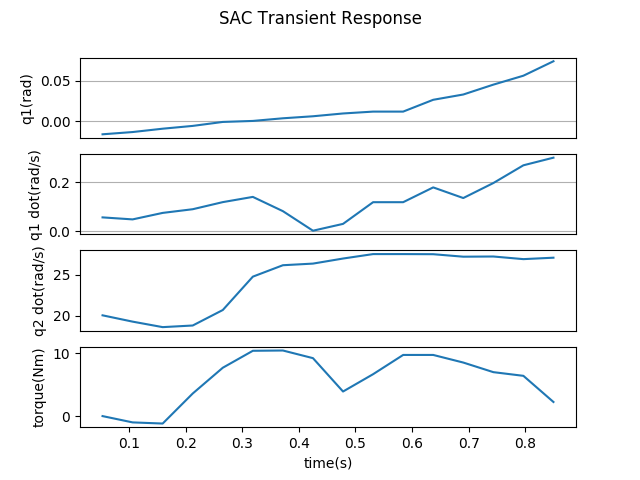 SAC Transient Response
q1(rad)
0.05
0.00
q1 dot(rad/s)
0.2
0.0
q2 dot(rad/s)
25
20
torque(Nm)
10
0
0.1 0.2 0.3 0.4 0.5 0.6 0.7 0.8
time(s)